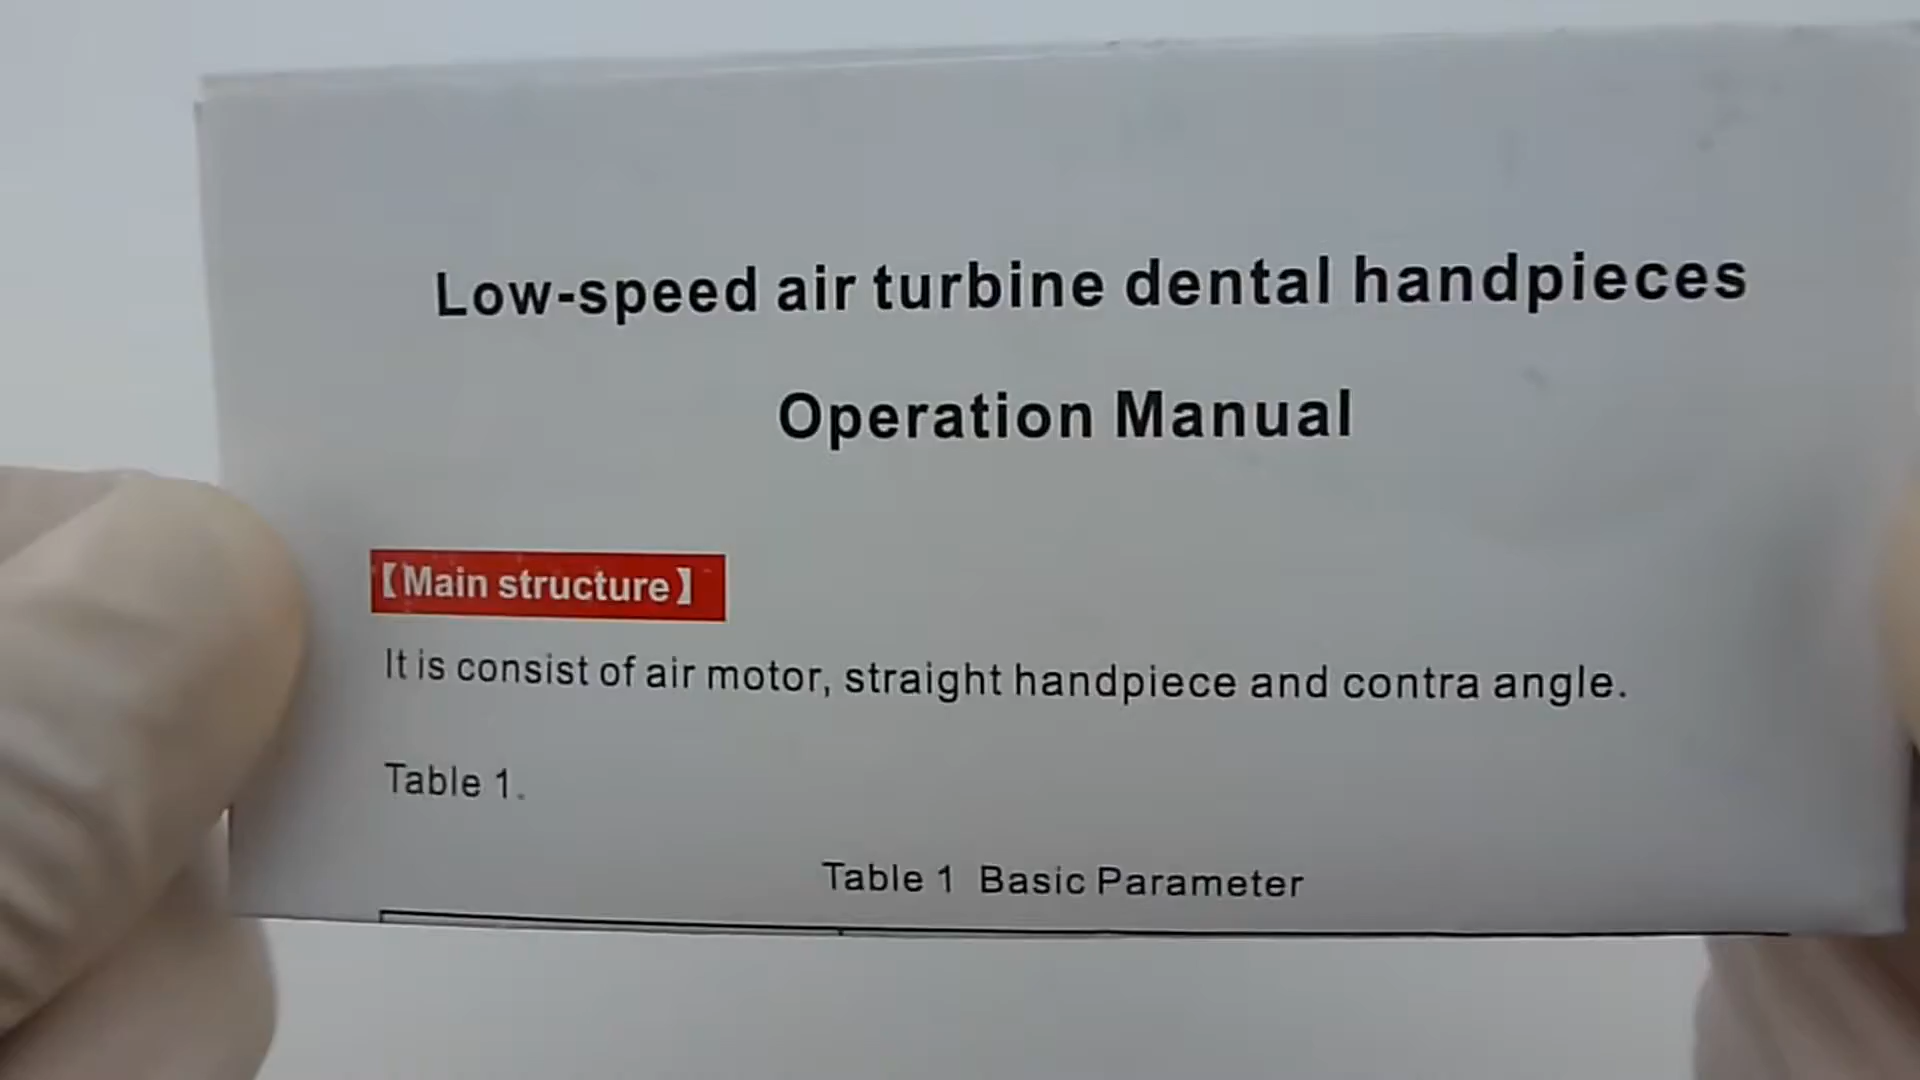 Low-speed air turbine dental handpieces
Operation Manual
【Main structure】
It is consist of air motor, straight handpiece and contra angle.
Table 1.
Table 1 Basic Parameter